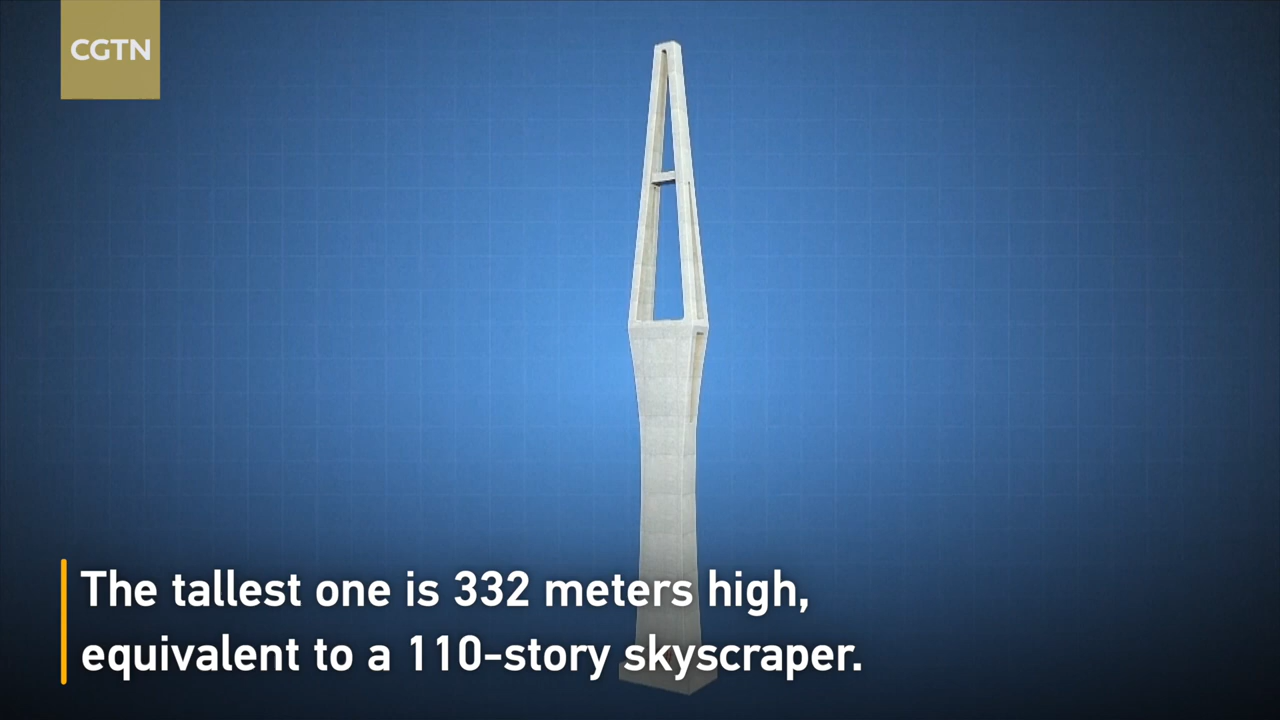 CGTN
The tallest one is 332 meters high,
equivalent to a 110-story skyscraper.